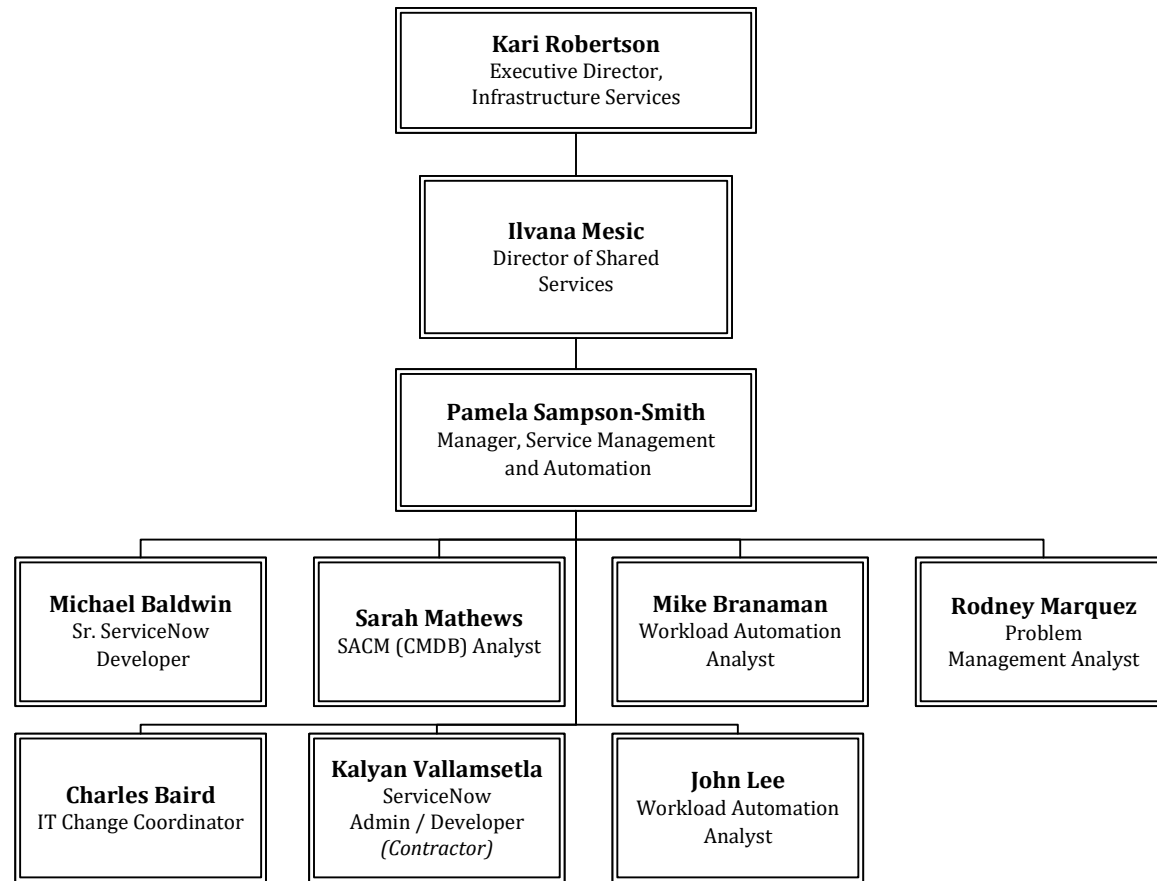 Kari Robertson
Executive Director,
Infrastructure Services
Ilvana Mesic
Director of Shared
Services
Pamela Sampson-Smith
Manager, Service Management
and Automation
Michael Baldwin
Sr. ServiceNow
Developer
Sarah Mathews
SACM (CMDB) Analyst
Mike Branaman
Workload Automation
Analyst
Rodney Marquez
Problem
Management Analyst
Charles Baird
IT Change Coordinator
Kalyan Vallamsetla
ServiceNow
Admin / Developer
(Contractor)
John Lee
Workload Automation
Analyst